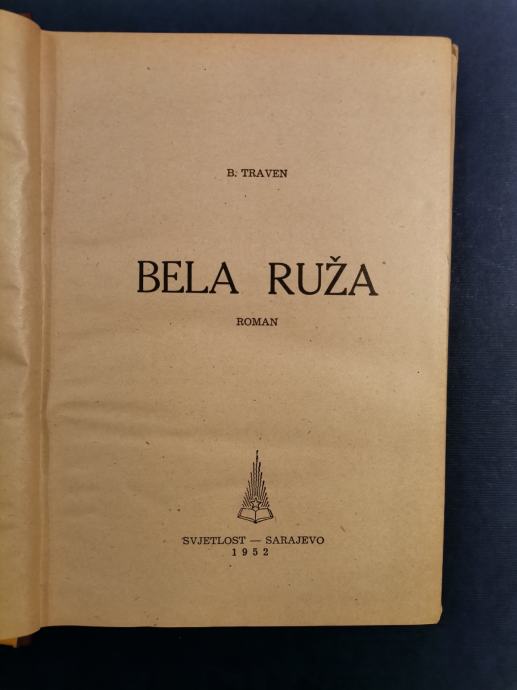 B. TRAVEN
BELA RUŽA
ROMAN
SVJETLOST — SARAJEVO
1952